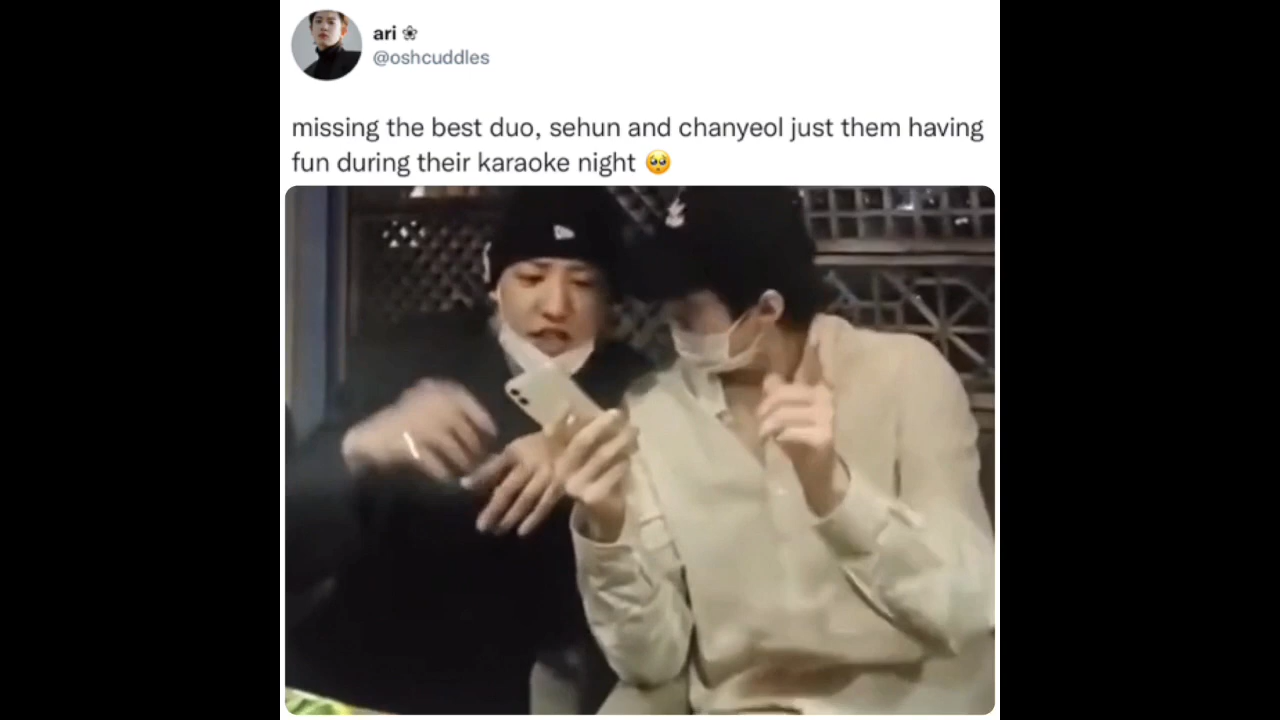 ari ❀
@oshcuddles
missing the best duo, sehun and chanyeol just them having
fun during their karaoke night 🥺